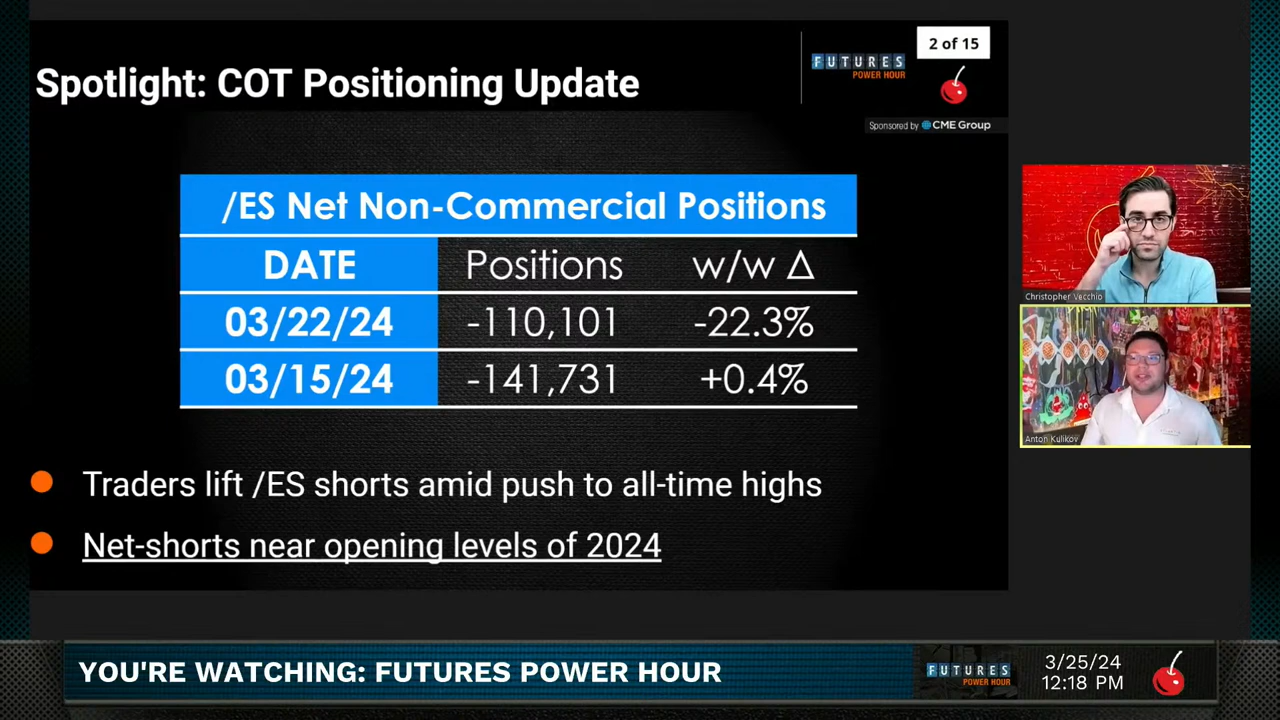 Spotlight: COT Positioning Update
FUTURES
POWER HOUR
2 of 15
Sponsored by CME Group
/ES Net Non-Commercial Positions
DATE Positions w/w Δ
03/22/24 -110,101 -22.3%
03/15/24 -141,731 +0.4%
Traders lift /ES shorts amid push to all-time highs
Net-shorts near opening levels of 2024
Christopher Vecchio
Anton Kulikov
YOU'RE WATCHING: FUTURES POWER HOUR
FUTURES
POWER HOUR
3/25/24
12:18 PM